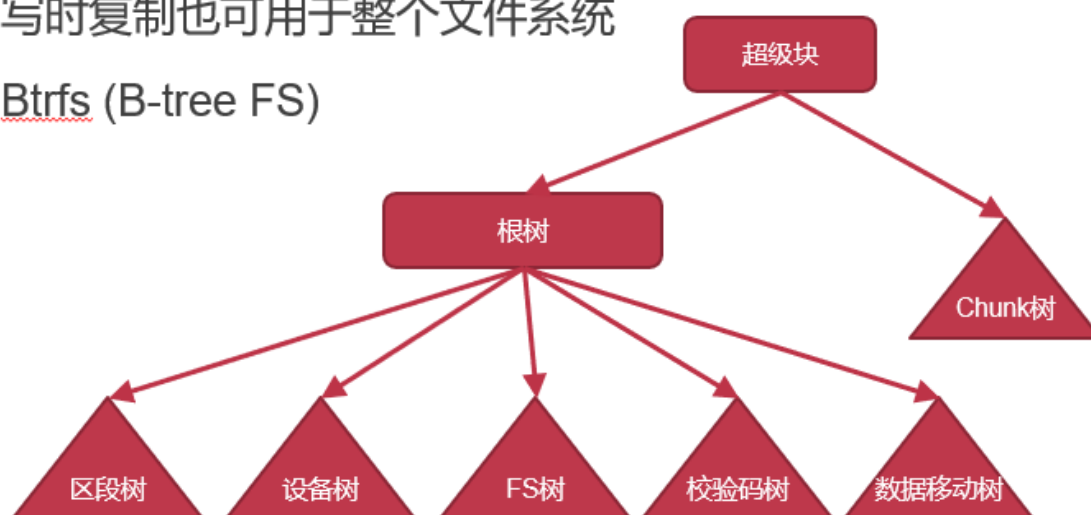 写时复制也可用于整个文件系统
Btrfs (B-tree FS)
超级块
根树
Chunk树
区段树
设备树
FS树
校验码树
数据移动树